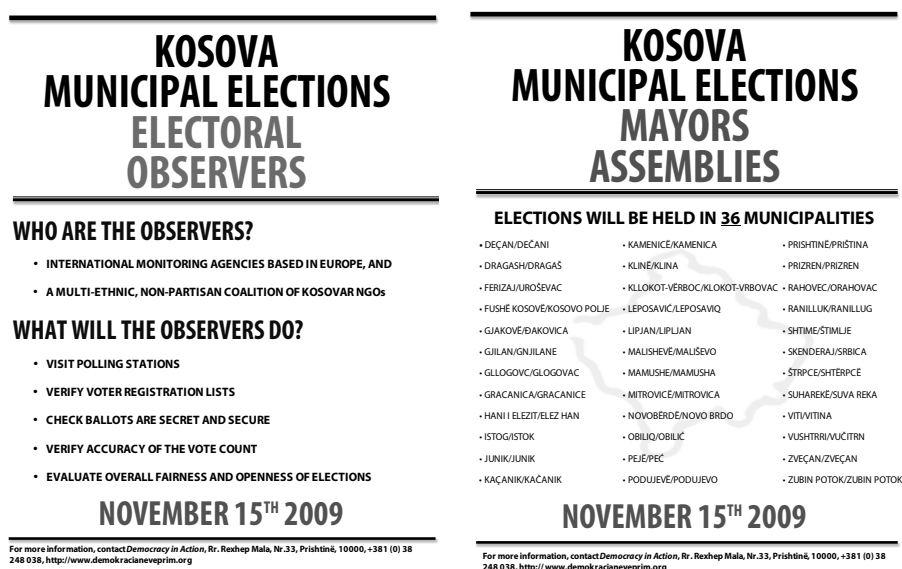 KOSOVA
MUNICIPAL ELECTIONS
ELECTORAL
OBSERVERS
WHO ARE THE OBSERVERS?
• INTERNATIONAL MONITORING AGENCIES BASED IN EUROPE, AND
• A MULTI-ETHNIC, NON-PARTISAN COALITION OF KOSOVAR NGOs
WHAT WILL THE OBSERVERS DO?
• VISIT POLLING STATIONS
• VERIFY VOTER REGISTRATION LISTS
• CHECK BALLOTS ARE SECRET AND SECURE
• VERIFY ACCURACY OF THE VOTE COUNT
• EVALUATE OVERALL FAIRNESS AND OPENNESS OF ELECTIONS
NOVEMBER 15TH 2009
For more information, contact Democracy in Action, Rr. Rexhep Mala, Nr.33, Prishtinë, 10000, +381 (0) 38
248 038, http://www.demokracianeveprim.org
KOSOVA
MUNICIPAL ELECTIONS
MAYORS
ASSEMBLIES
ELECTIONS WILL BE HELD IN 36 MUNICIPALITIES
• DEÇAN/DEČANI
• DRAGASH/DRAGAŠ
• FERIZAJ/UROŠEVAC
• FUSHË KOSOVË/KOSOVO POLJE
• GJAKOVË/ĐAKOVICA
• GJILAN/GNJILANE
• GLLOGOVC/GLOGOVAC
• GRACANICA/GRACANICE
• HANI I ELEZIT/ELEZ HAN
• ISTOG/ISTOK
• JUNIK/JUNIK
• KAÇANIK/KAČANIK
• KAMENICË/KAMENICA
• KLINË/KLINA
• KLLOKOT-VËRBOC/KLOKOT-VRBOVAC
• LEPOSAVIĆ/LEPOSAVIQ
• LIPJAN/LIPLJAN
• MALISHEVË/MALIŠEVO
• MAMUSHE/MAMUSHA
• MITROVICË/MITROVICA
• NOVOBËRDË/NOVO BRDO
• OBILIQ/OBILIĆ
• PEJË/PEĆ
• PODUJEVË/PODUJEVO
• PRISHTINË/PRIŠTINA
• PRIZREN/PRIZREN
• RAHOVEC/ORAHOVAC
• RANILLUK/RANILLUG
• SHTIME/ŠTIMLJE
• SKENDERAJ/SRBICA
• ŠTRPCE/SHTËRPCË
• SUHAREKË/SUVA REKA
• VITI/VITINA
• VUSHTRRI/VUČITRN
• ZVEÇAN/ZVEÇAN
• ZUBIN POTOK/ZUBIN POTOK
NOVEMBER 15TH 2009
For more information, contact Democracy in Action, Rr. Rexhep Mala, Nr.33, Prishtinë, 10000, +381 (0) 38
248 038, http:// www.demokracianeveprim.org